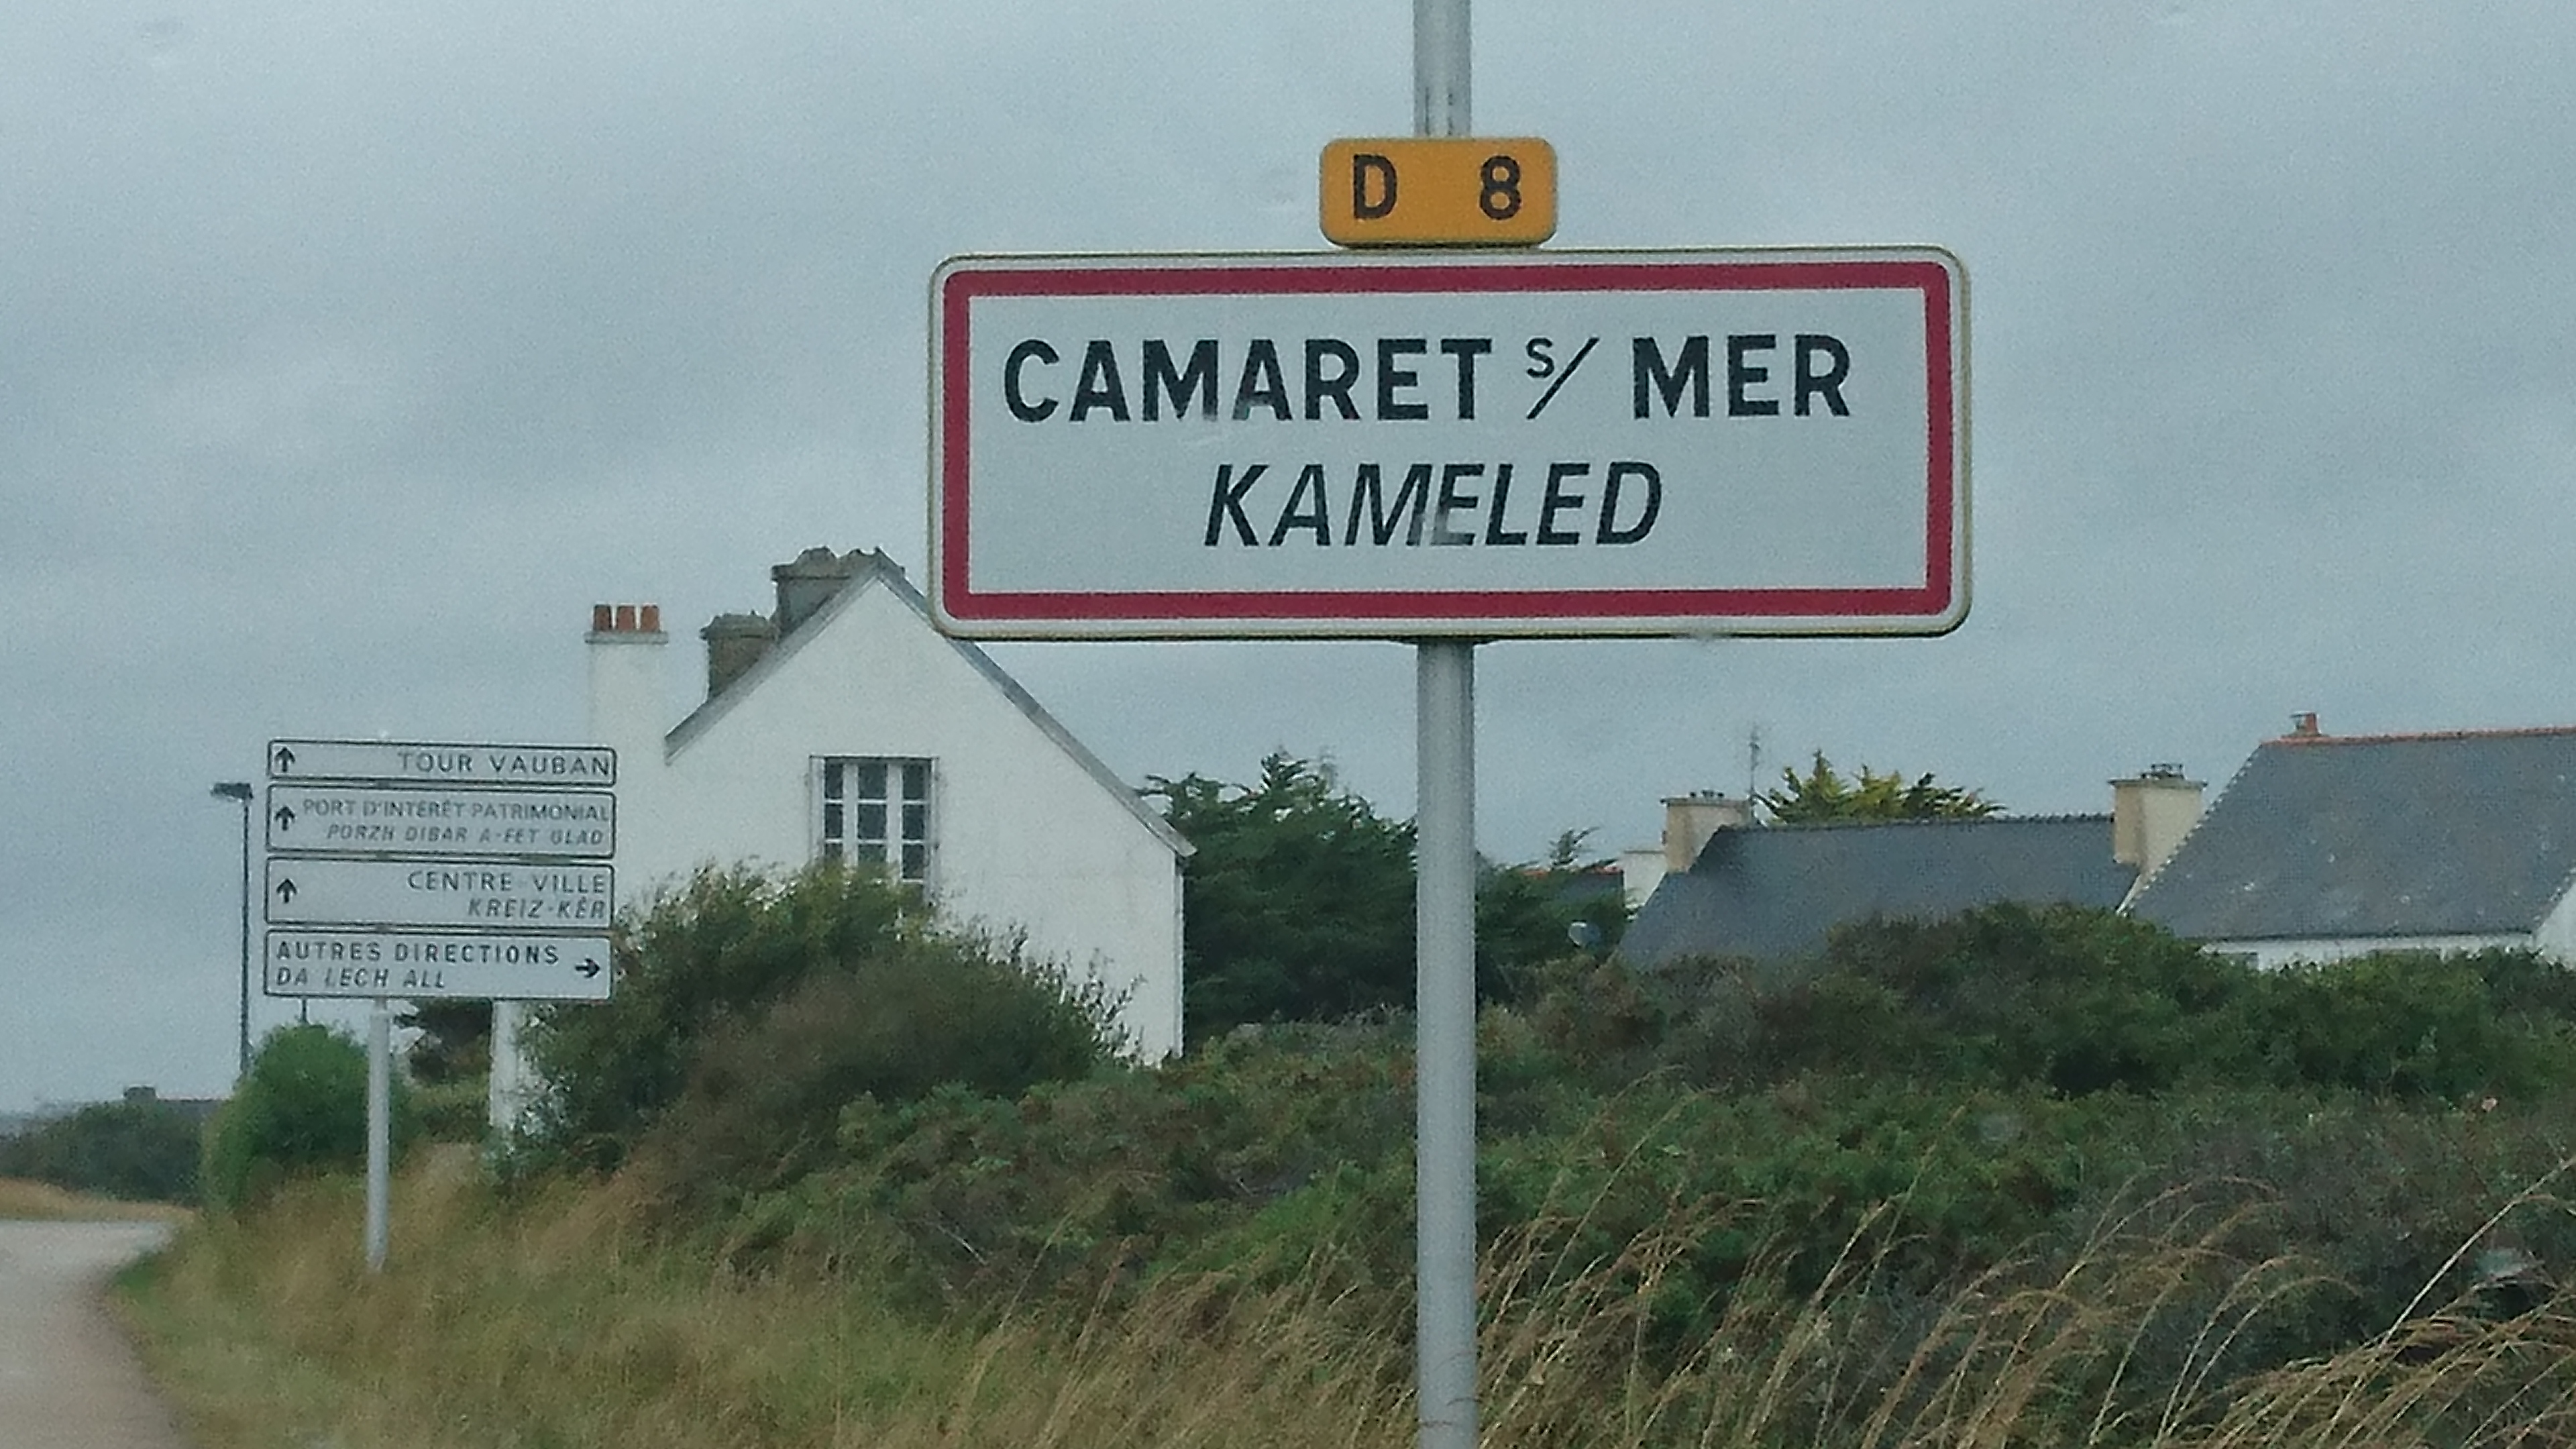 D 8
CAMARET s/ MER
KAMELED
TOUR VAUBAN
PORT D'INTÉRÊT PATRIMONIAL
PORZH DIBAR A-FET GLAD
CENTRE-VILLE
KREIZ-KÊR
AUTRES DIRECTIONS
DA LECH ALL